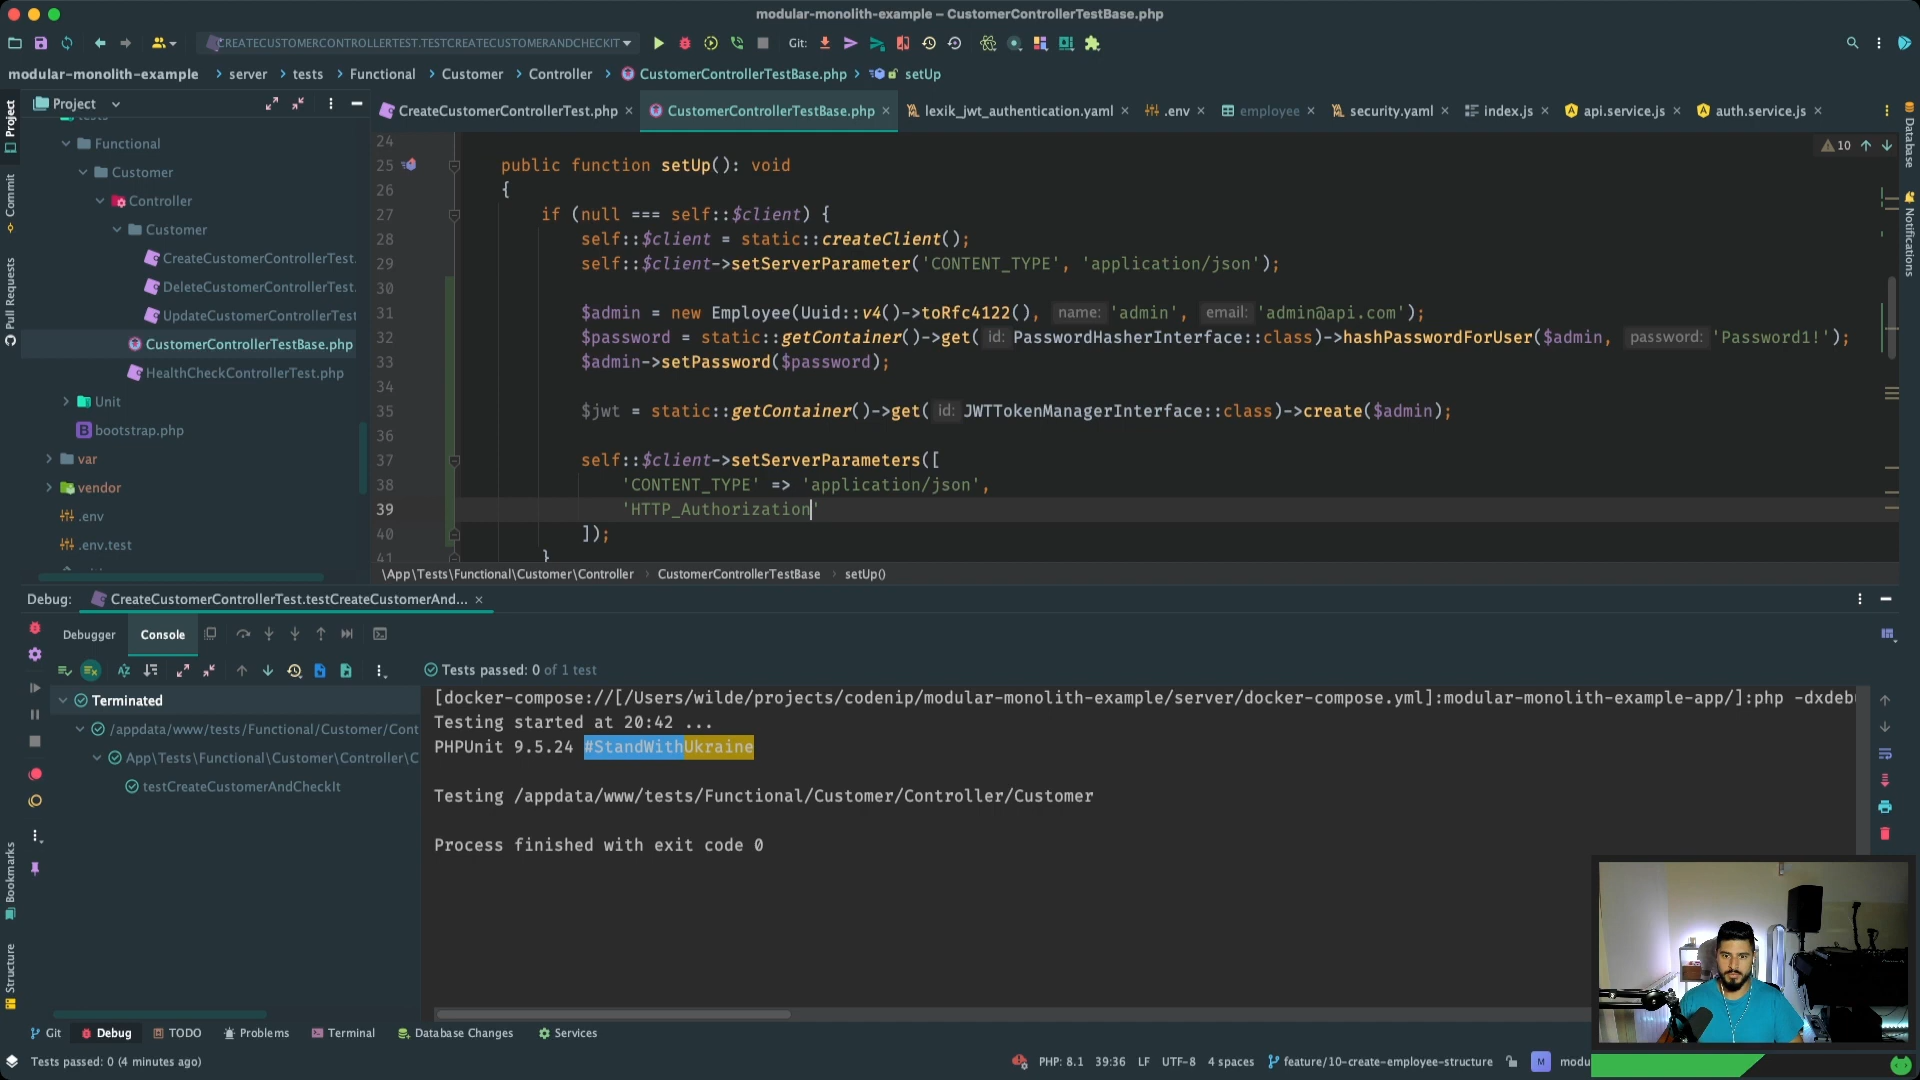 modular-monolith-example – CustomerControllerTestBase.php
CREATECUSTOMERCONTROLLERTEST.TESTCREATECUSTOMERANDCHECKIT
Git:
modular-monolith-example > server > tests > Functional > Customer > Controller > CustomerControllerTestBase.php > setUp
Project
CreateCustomerControllerTest.php
CustomerControllerTestBase.php
lexik_jwt_authentication.yaml
.env
employee
security.yaml
index.js
api.service.js
auth.service.js
Project
Commit
Pull Requests
Bookmarks
Structure
Database
Notifications
tests
Functional
Customer
Controller
Customer
CreateCustomerControllerTest.
DeleteCustomerControllerTest.
UpdateCustomerControllerTest
CustomerControllerTestBase.php
HealthCheckControllerTest.php
Unit
bootstrap.php
var
vendor
.env
.env.test
10
24
25 public function setUp(): void
26 {
27 if (null === self::$client) {
28 self::$client = static::createClient();
29 self::$client->setServerParameter('CONTENT_TYPE', 'application/json');
30
31 $admin = new Employee(Uuid::v4()->toRfc4122(), name: 'admin', email: 'admin@api.com');
32 $password = static::getContainer()->get( id: PasswordHasherInterface::class)->hashPasswordForUser($admin, password: 'Password1!');
33 $admin->setPassword($password);
34
35 $jwt = static::getContainer()->get( id: JWTTokenManagerInterface::class)->create($admin);
36
37 self::$client->setServerParameters([
38 'CONTENT_TYPE' => 'application/json',
39 'HTTP_Authorization'
40 ]);
41 }
\App\Tests\Functional\Customer\Controller > CustomerControllerTestBase > setUp()
Debug: CreateCustomerControllerTest.testCreateCustomerAnd...
Debugger
Console
Tests passed: 0 of 1 test
Terminated
/appdata/www/tests/Functional/Customer/Cont
App\Tests\Functional\Customer\Controller\C
testCreateCustomerAndCheckIt
[docker-compose://[/Users/wilde/projects/codenip/modular-monolith-example/server/docker-compose.yml]:modular-monolith-example-app/]:php -dxdebu
Testing started at 20:42 ...
PHPUnit 9.5.24 #StandWithUkraine
Testing /appdata/www/tests/Functional/Customer/Controller/Customer
Process finished with exit code 0
Git
Debug
TODO
Problems
Terminal
Database Changes
Services
Tests passed: 0 (4 minutes ago)
PHP: 8.1
39:36
LF
UTF-8
4 spaces
feature/10-create-employee-structure
M
modu